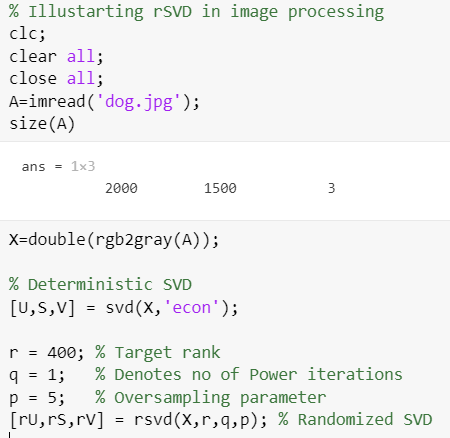 % Illustarting rSVD in image processing
clc;
clear all;
close all;
A=imread('dog.jpg');
size(A)
ans = 1×3
2000 1500 3
X=double(rgb2gray(A));
% Deterministic SVD
[U,S,V] = svd(X,'econ');
r = 400; % Target rank
q = 1; % Denotes no of Power iterations
p = 5; % Oversampling parameter
[rU,rS,rV] = rsvd(X,r,q,p); % Randomized SVD